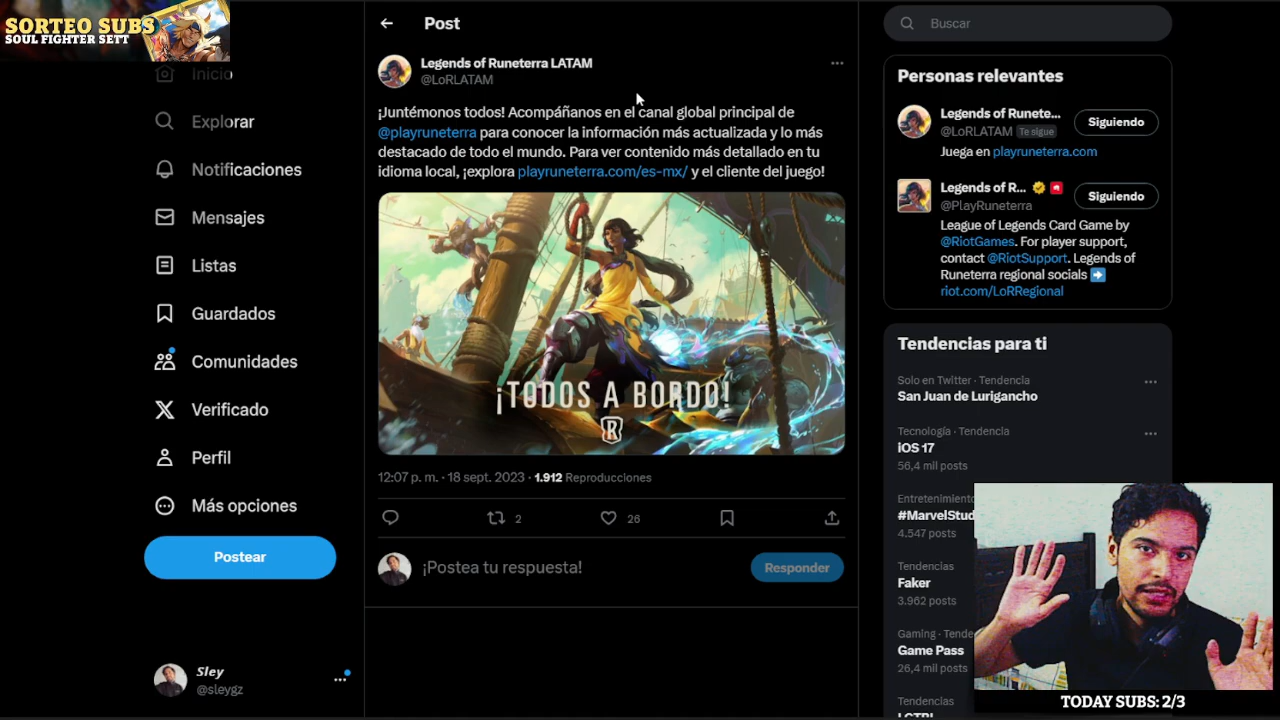 SORTEO SUBS
SOUL FIGHTER SETT
Inicio
Explorar
Notificaciones
Mensajes
Listas
Guardados
Comunidades
Verificado
Perfil
Más opciones
Postear
Sley
@sleygz
Post
Legends of Runeterra LATAM
@LoRLATAM
¡Juntémonos todos! Acompáñanos en el canal global principal de
@playruneterra para conocer la información más actualizada y lo más
destacado de todo el mundo. Para ver contenido más detallado en tu
idioma local, ¡explora playruneterra.com/es-mx/ y el cliente del juego!
¡TODOS A BORDO!
R
12:07 p. m. · 18 sept. 2023 · 1.912 Reproducciones
2
26
¡Postea tu respuesta!
Responder
Buscar
Personas relevantes
Legends of Runete...
@LoRLATAM Te sigue
Siguiendo
Juega en playruneterra.com
Legends of R...
@PlayRuneterra
Siguiendo
League of Legends Card Game by
@RiotGames. For player support,
contact @RiotSupport. Legends of
Runeterra regional socials
riot.com/LoRRegional
Tendencias para ti
Solo en Twitter · Tendencia
San Juan de Lurigancho
Tecnología · Tendencia
iOS 17
56,4 mil posts
Entretenimiento
#MarvelStud
4.547 posts
Tendencias
Faker
3.962 posts
Gaming · Tende
Game Pass
26,4 mil posts
Tendencias
TODAY SUBS: 2/3